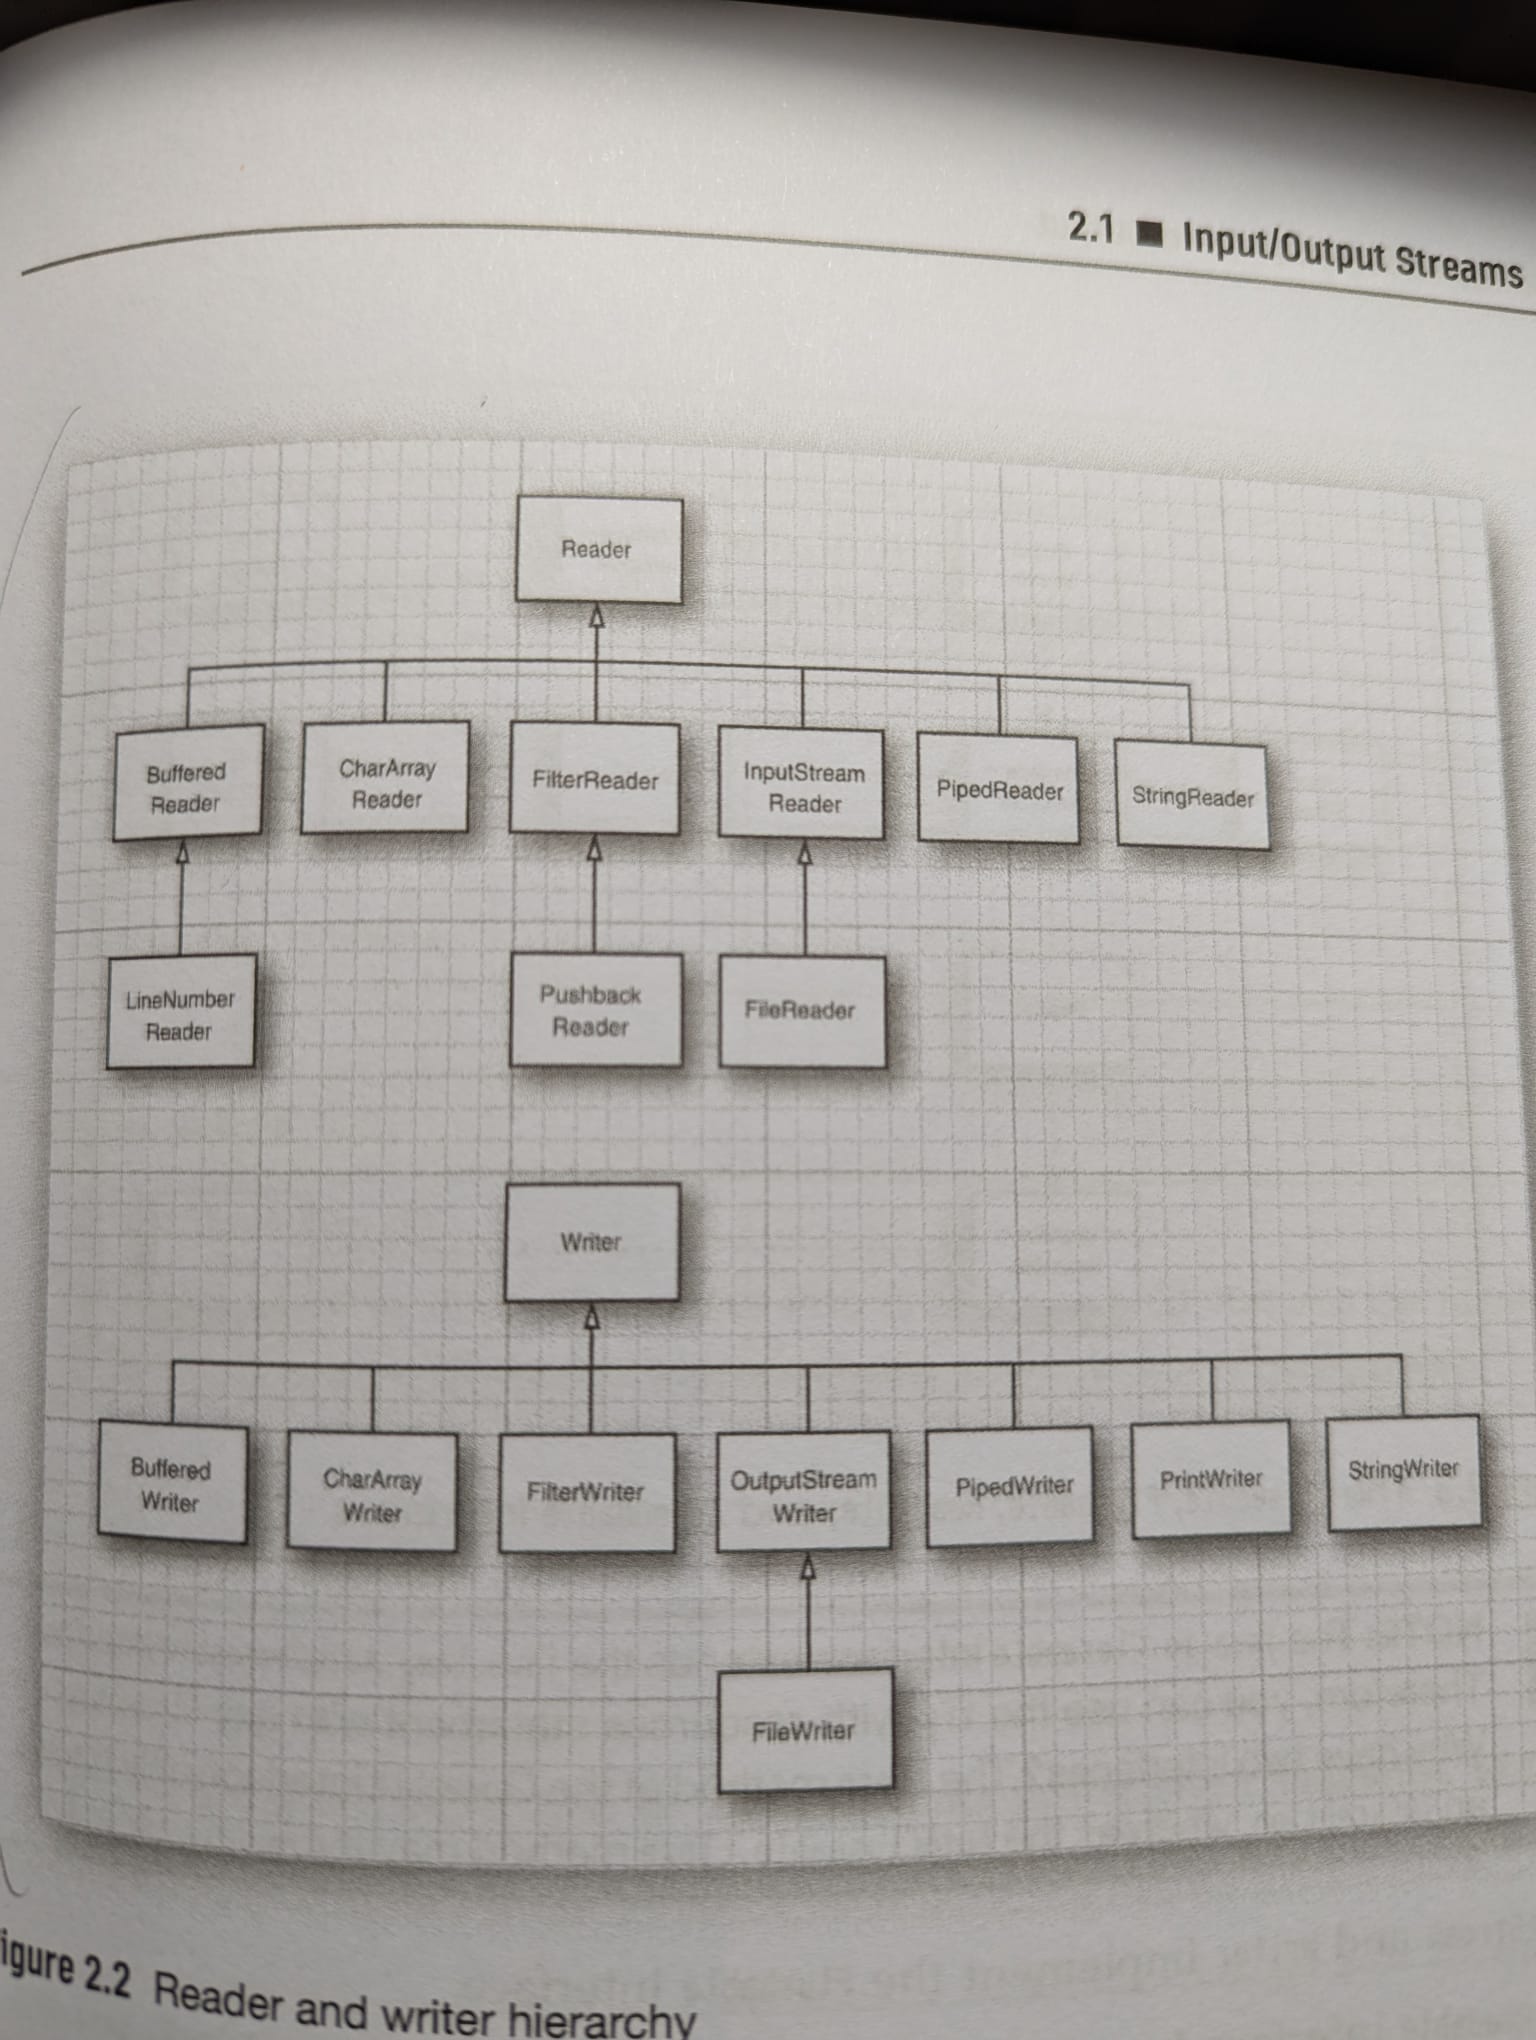 2.1 ■ Input/Output Streams
Reader
Buffered
Reader
CharArray
Reader
FilterReader
InputStream
Reader
PipedReader
StringReader
LineNumber
Reader
Pushback
Reader
FileReader
Writer
Buffered
Writer
CharArray
Writer
FilterWriter
OutputStream
Writer
PipedWriter
PrintWriter
StringWriter
FileWriter
igure 2.2 Reader and writer hierarchy